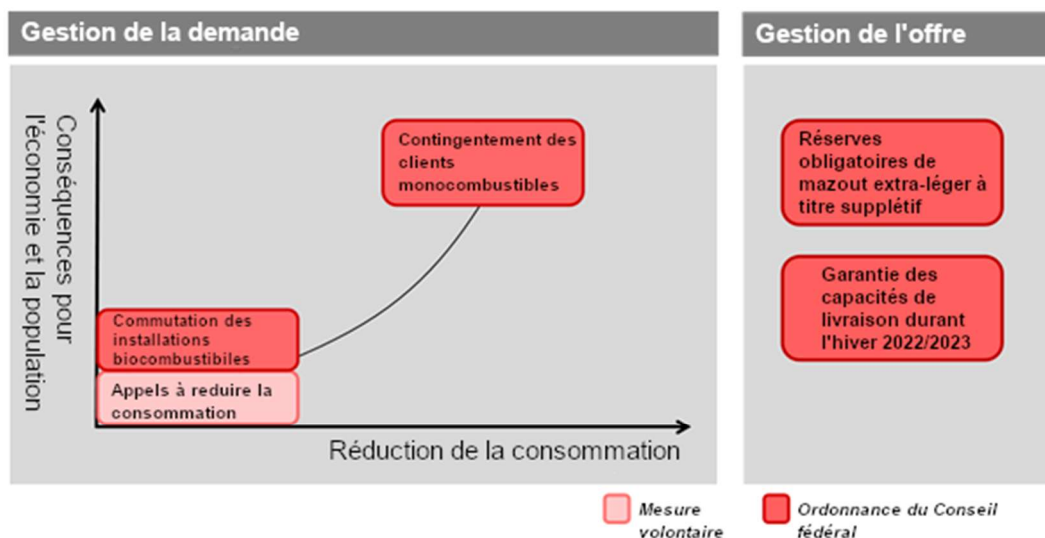 Gestion de la demande
Conséquences pour
l'économie et la population
Contingentement des
clients
monocombustibles
Commutation des
installations
biocombustibiles
Appels à reduire la
consommation
Réduction de la consommation
Gestion de l'offre
Réserves
obligatoires de
mazout extra-léger à
titre supplétif
Garantie des
capacités de
livraison durant
l'hiver 2022/2023
Mesure
volontaire
Ordonnance du Conseil
fédéral